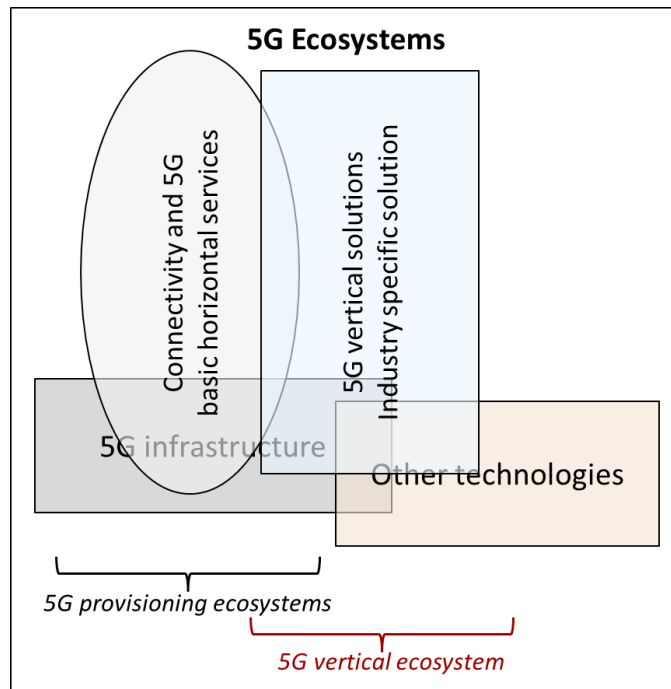 5G Ecosystems
Connectivity and 5G
basic horizontal services
5G vertical solutions
Industry specific solution
5G infrastructure
Other technologies
5G provisioning ecosystems
5G vertical ecosystem